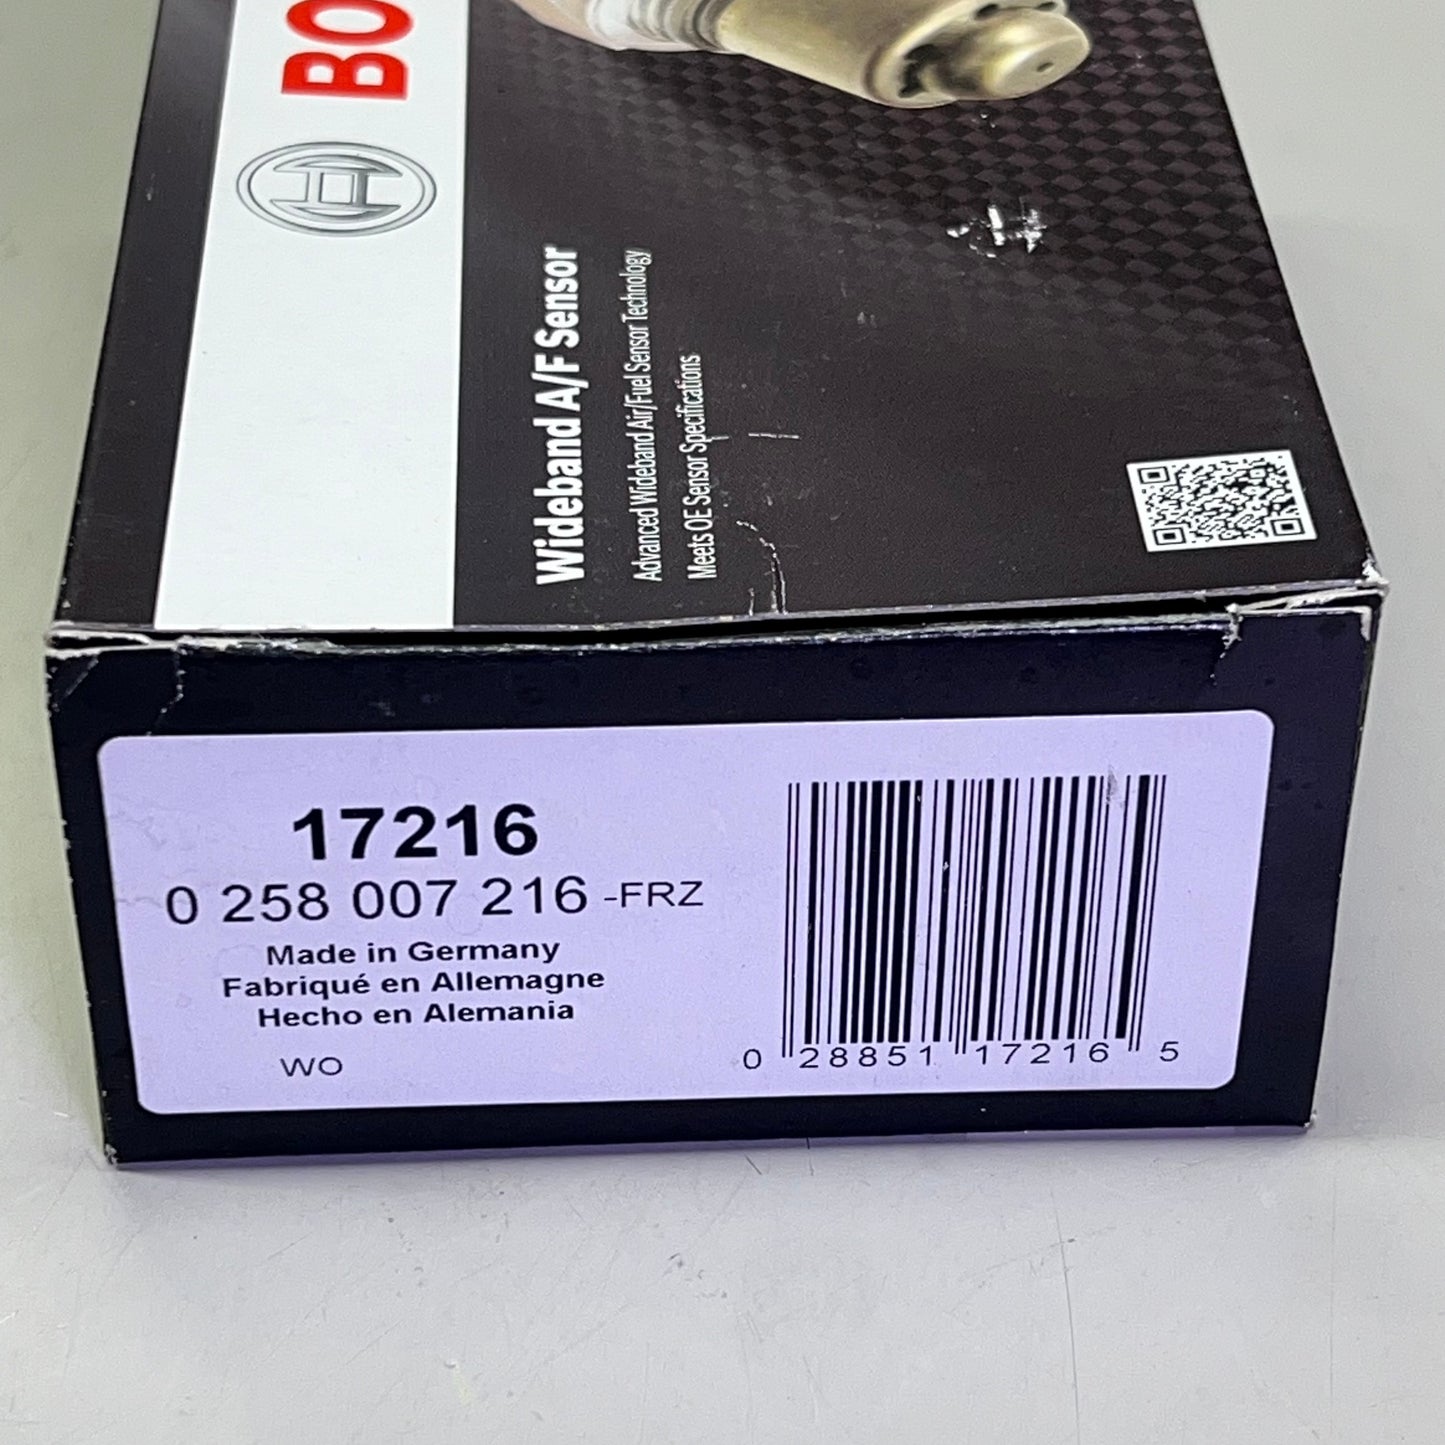 BO
Wideband A/F Sensor
Advanced Wideband Air/Fuel Sensor Technology
Meets OE Sensor Specifications
17216
0 258 007 216 -FRZ
Made in Germany
Fabriqué en Allemagne
Hecho en Alemania
WO
0 28851 17216 5